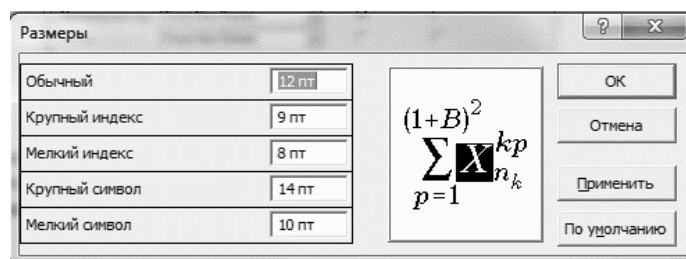 Размеры
Обычный 12 пт
Крупный индекс 9 пт
Мелкий индекс 8 пт
Крупный символ 14 пт
Мелкий символ 10 пт
(1+B)²
∑ X kp
n k
p=1
ОК
Отмена
Применить
По умолчанию